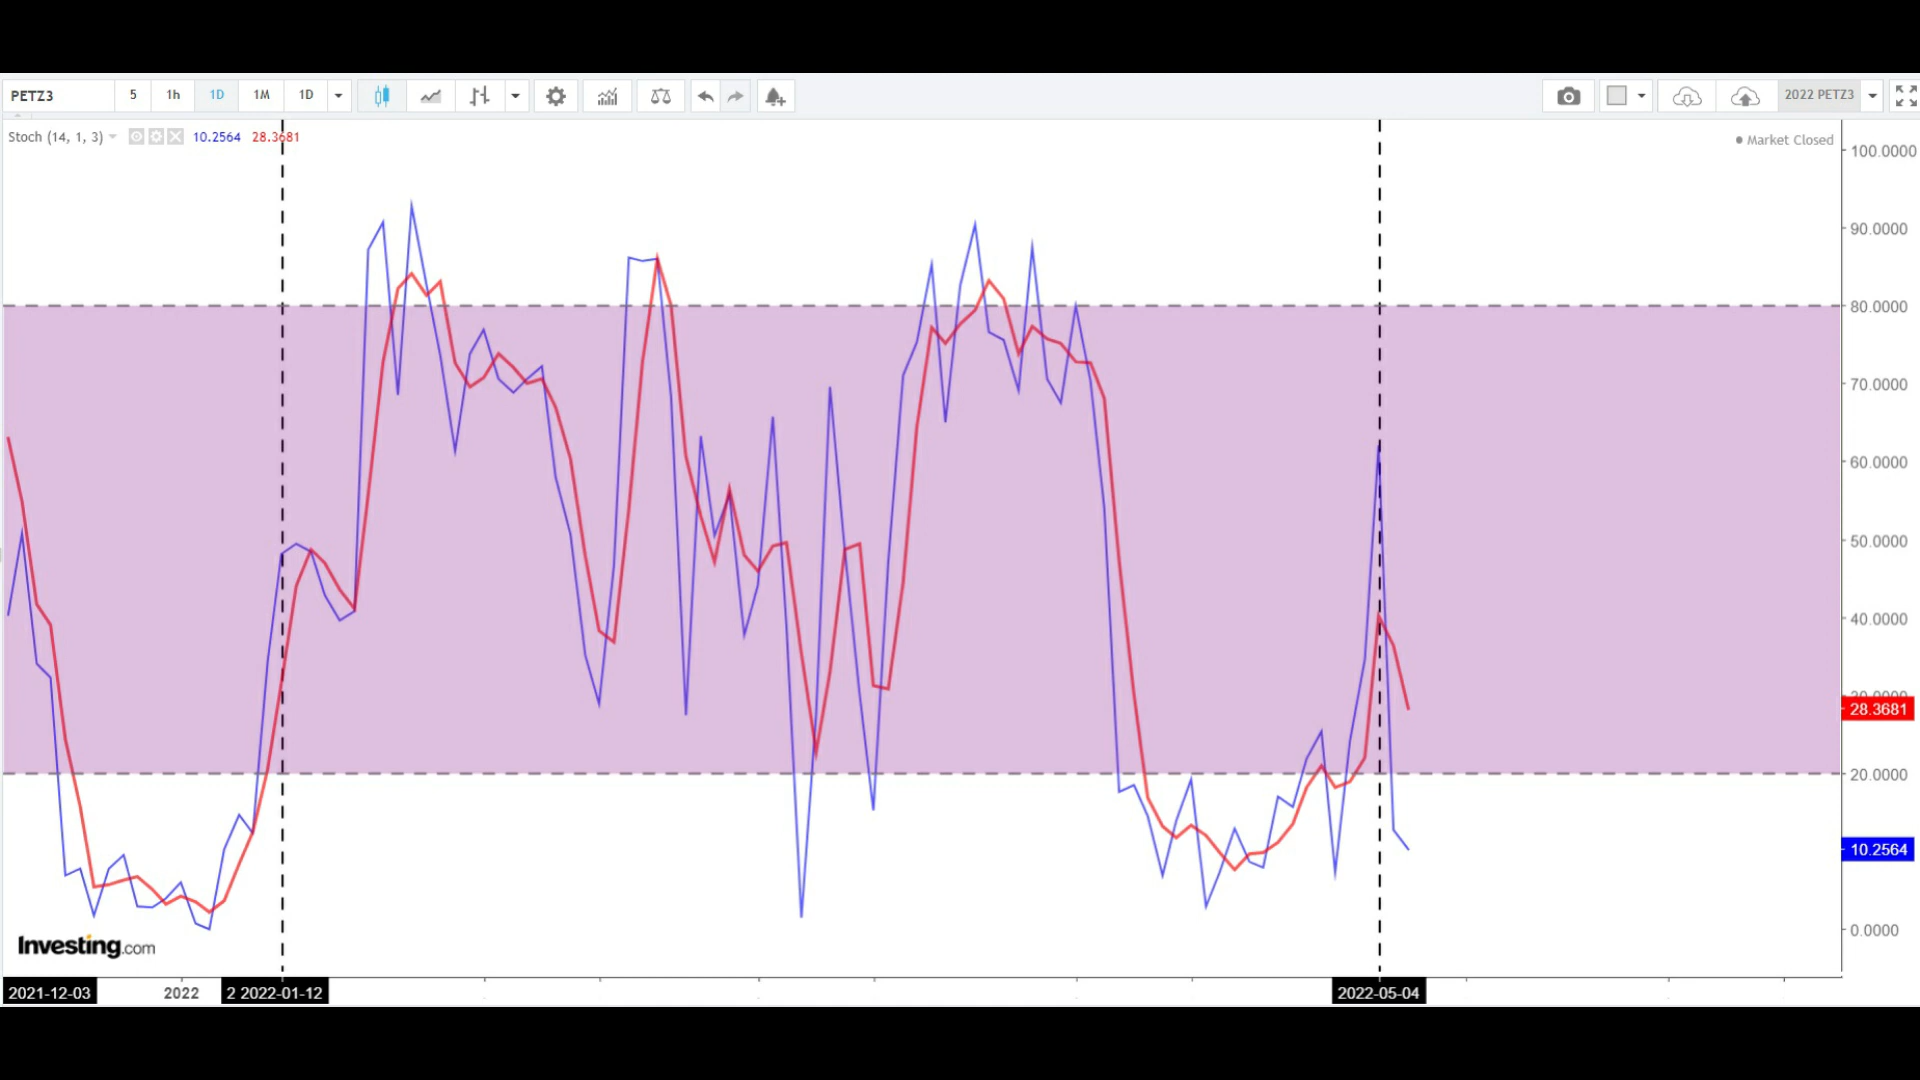 PETZ3 5 1h 1D 1M 1D 2022 PETZ3
Stoch (14, 1, 3) 10.2564 28.3681
Market Closed
100.0000
90.0000
80.0000
70.0000
60.0000
50.0000
40.0000
30.0000
28.3681
20.0000
10.2564
0.0000
Investing.com
2021-12-03 2022 2 2022-01-12 2022-05-04